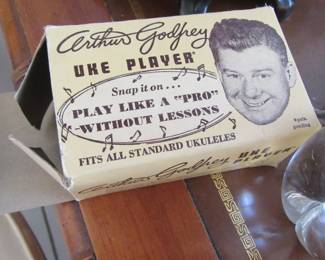 Arthur Godfrey
UKE PLAYER
Snap it on...
PLAY LIKE A "PRO"
WITHOUT LESSONS
FITS ALL STANDARD UKULELES
Arthur Godfrey UKE
PLAYER